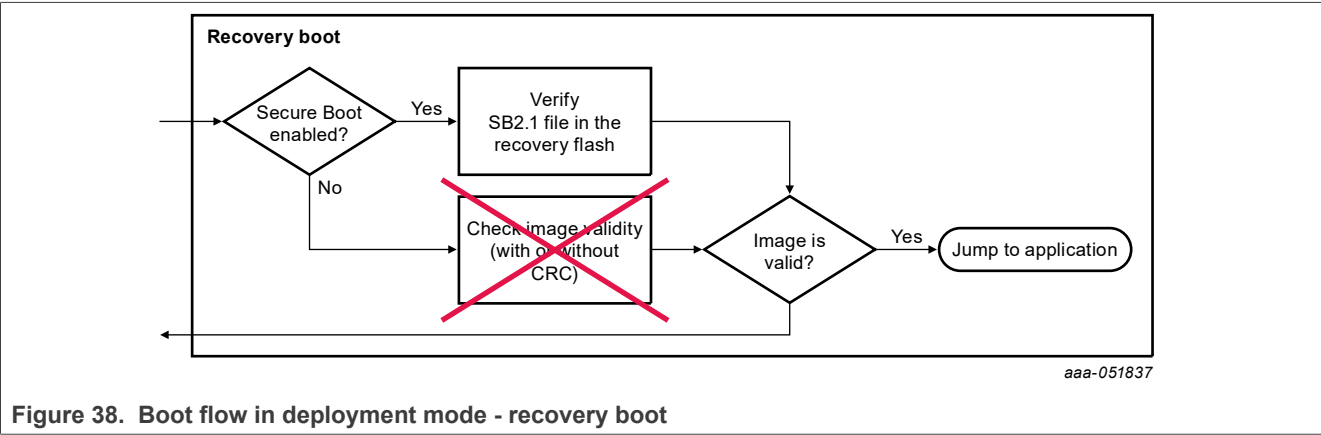 Recovery boot
Secure Boot
enabled?
Yes
Verify
SB2.1 file in the
recovery flash
No
Check image validity
(with or without
CRC)
Image is
valid?
Yes
Jump to application
aaa-051837
Figure 38. Boot flow in deployment mode - recovery boot